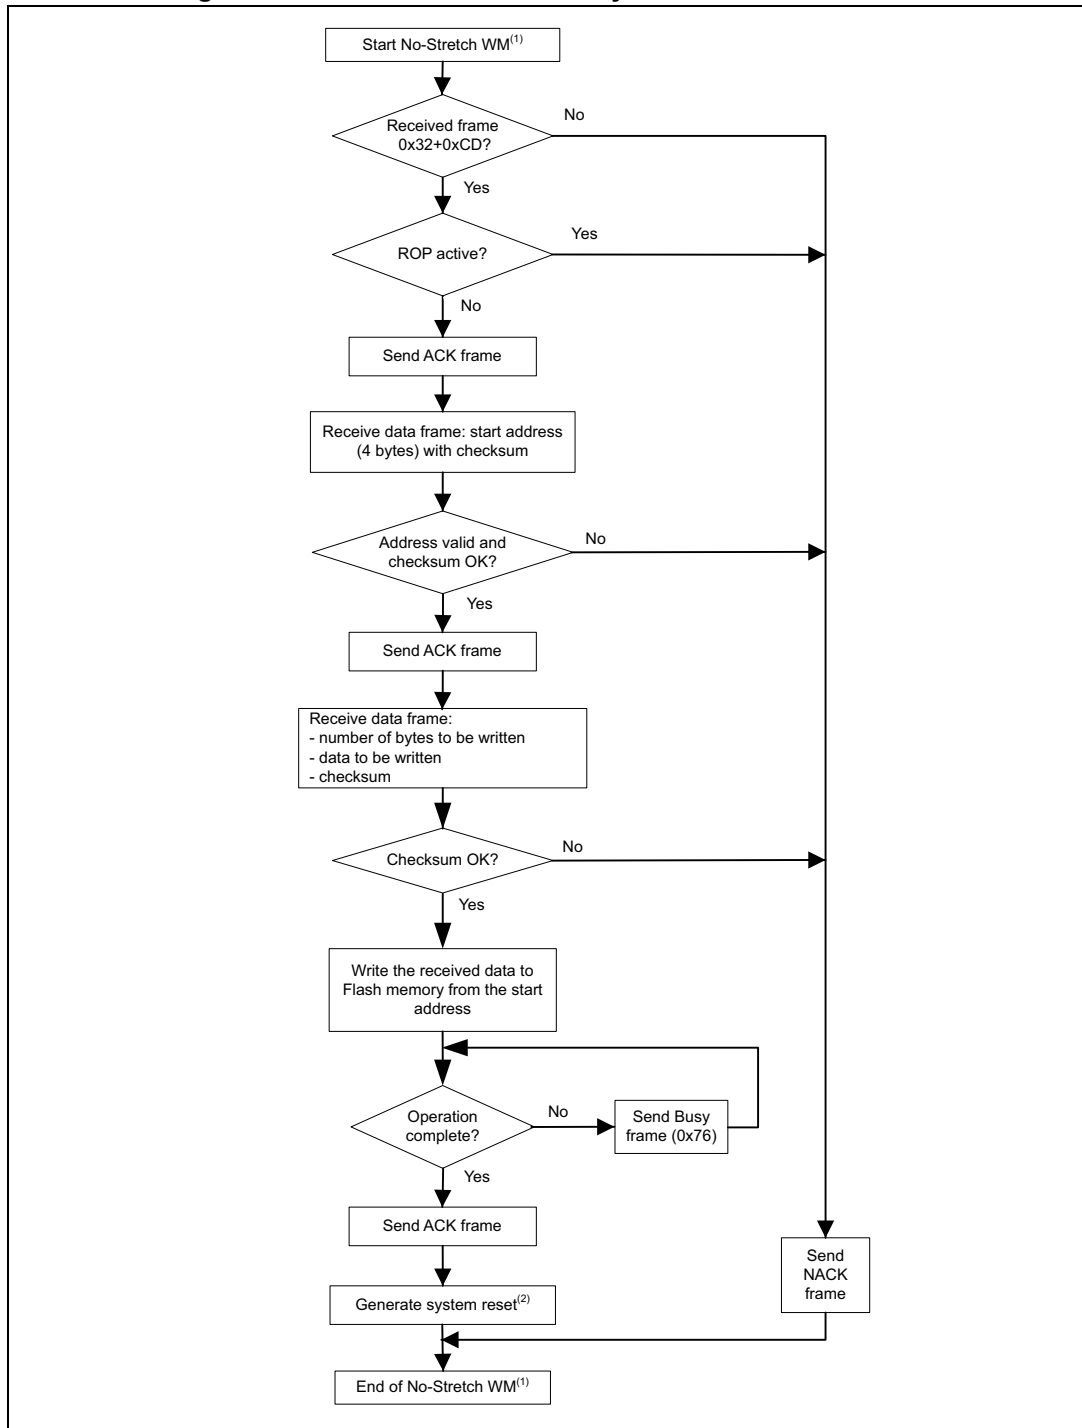 Start No-Stretch WM(1)
No
Received frame
0x32+0xCD?
Yes
Yes
ROP active?
No
Send ACK frame
Receive data frame: start address
(4 bytes) with checksum
No
Address valid and
checksum OK?
Yes
Send ACK frame
Receive data frame:
- number of bytes to be written
- data to be written
- checksum
No
Checksum OK?
Yes
Write the received data to
Flash memory from the start
address
Operation
complete?
No
Send Busy
frame (0x76)
Yes
Send ACK frame
Send
NACK
frame
Generate system reset(2)
End of No-Stretch WM(1)